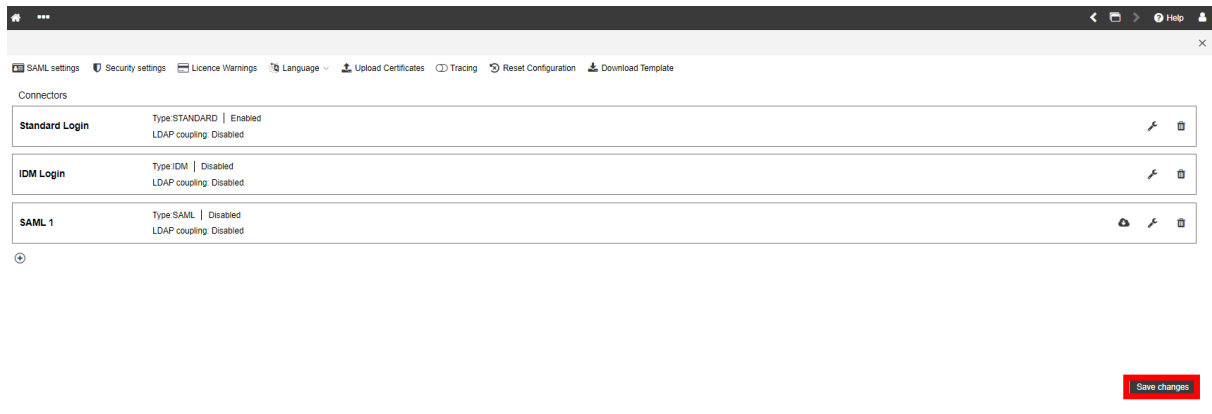 Help
SAML settings Security settings Licence Warnings Language Upload Certificates Tracing Reset Configuration Download Template
Connectors
Standard Login
Type:STANDARD | Enabled
LDAP coupling: Disabled
IDM Login
Type:IDM | Disabled
LDAP coupling: Disabled
SAML 1
Type:SAML | Disabled
LDAP coupling: Disabled
Save changes